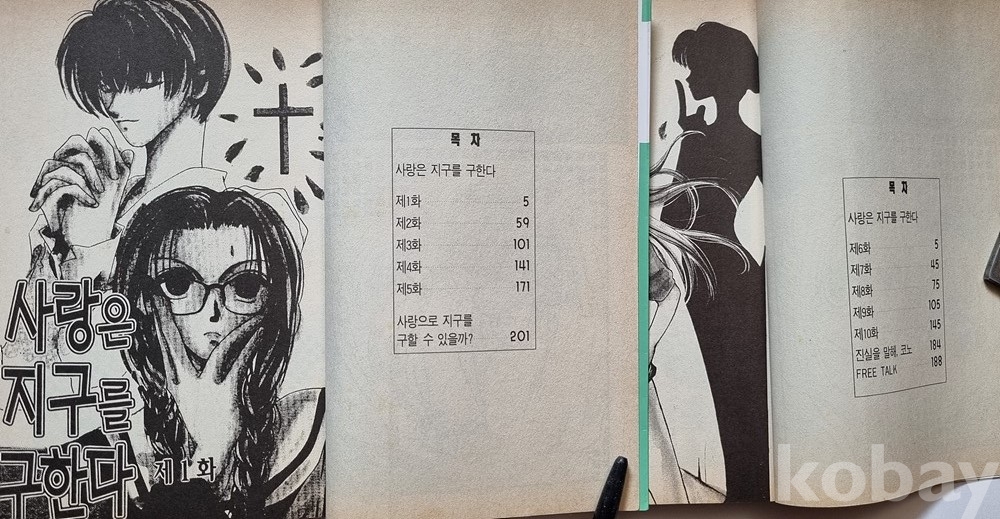 사랑은
지구를
구한다
제1화
목 차
사랑은 지구를 구한다
제1화 5
제2화 59
제3화 101
제4화 141
제5화 171
사랑으로 지구를
구할 수 있을까? 201
목 차
사랑은 지구를 구한다
제6화 5
제7화 45
제8화 75
제9화 105
제10화 145
진실을 말해, 코노 184
FREE TALK 188
kobay